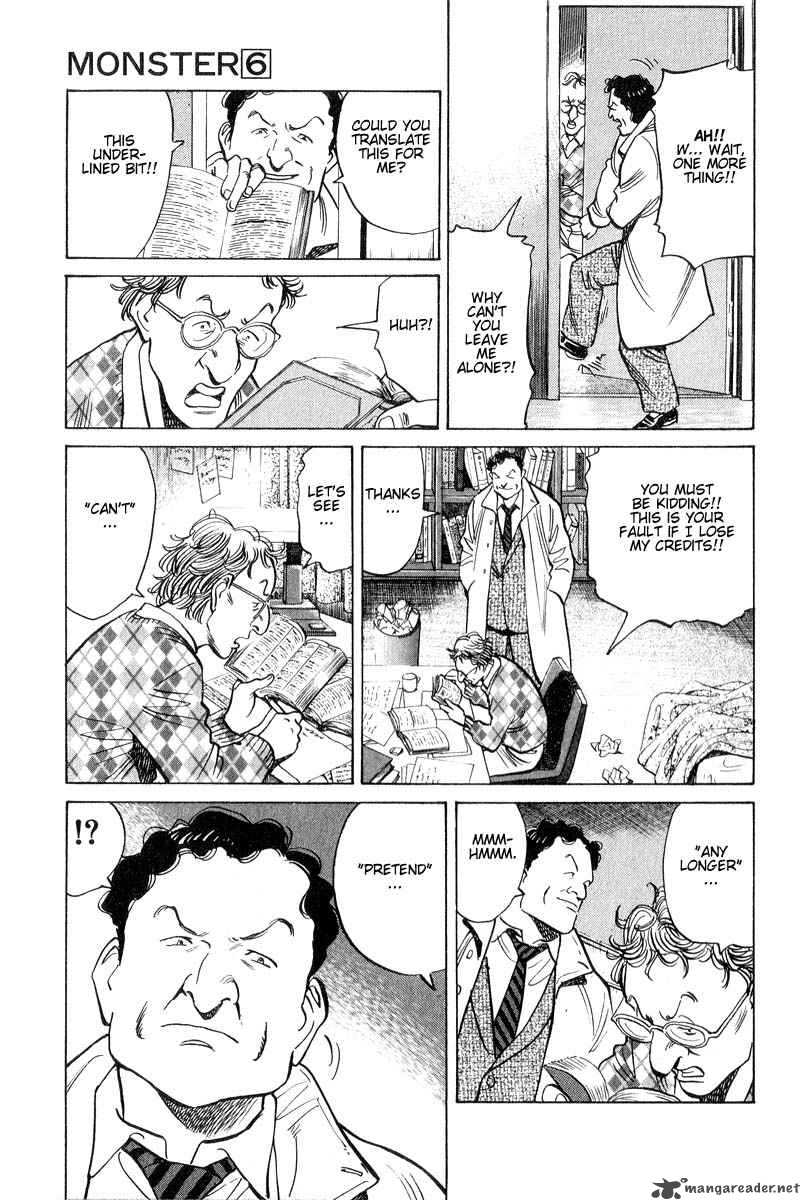 MONSTER 6
AH!!
W... WAIT,
ONE MORE
THING!!
WHY
CAN'T
YOU
LEAVE
ME
ALONE?!
COULD YOU
TRANSLATE
THIS FOR
ME?
THIS
UNDER-
LINED BIT!!
HUH?!
YOU MUST
BE KIDDING!!
THIS IS YOUR
FAULT IF I LOSE
MY CREDITS!!
THANKS
...
LET'S
SEE
...
"CAN'T"
...
"ANY
LONGER"
...
MMM-
HMMM.
"PRETEND"
...
!?
mangareader.net